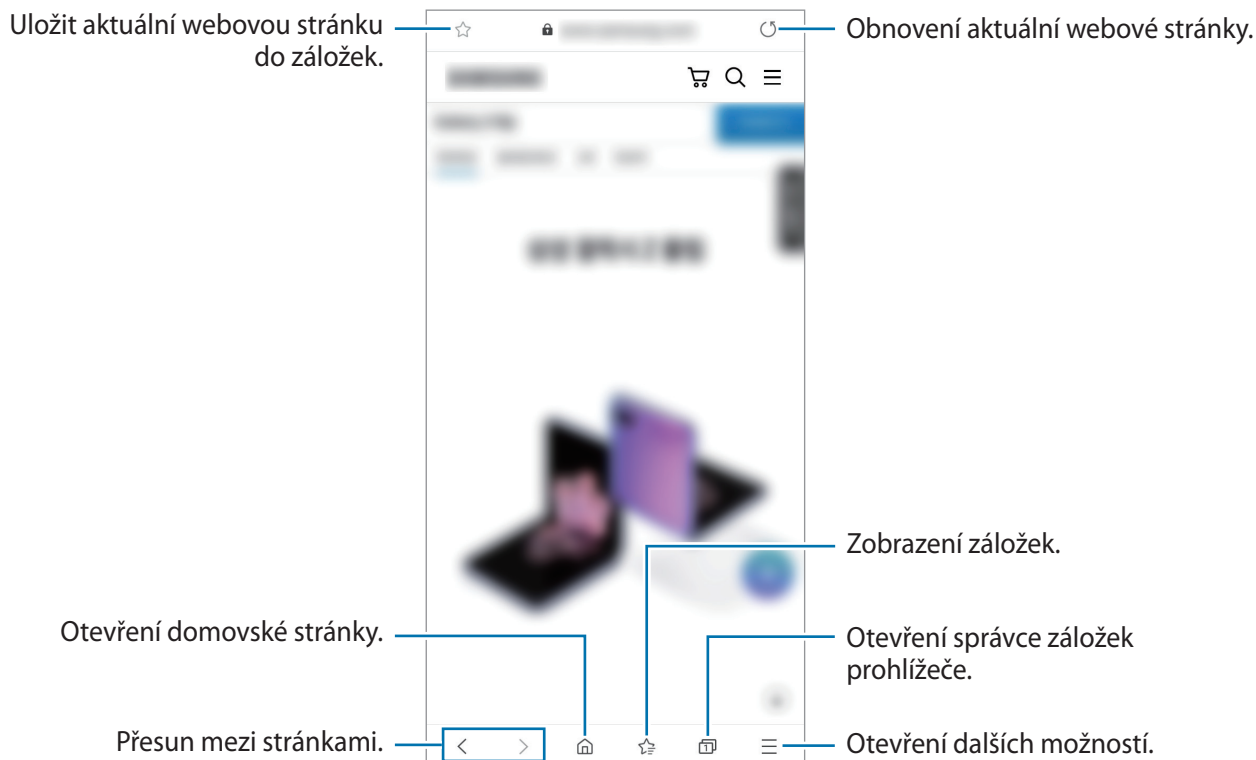 Uložit aktuální webovou stránku
do záložek.
Obnovení aktuální webové stránky.
Zobrazení záložek.
Otevření domovské stránky.
Otevření správce záložek
prohlížeče.
Přesun mezi stránkami.
1
Otevření dalších možností.